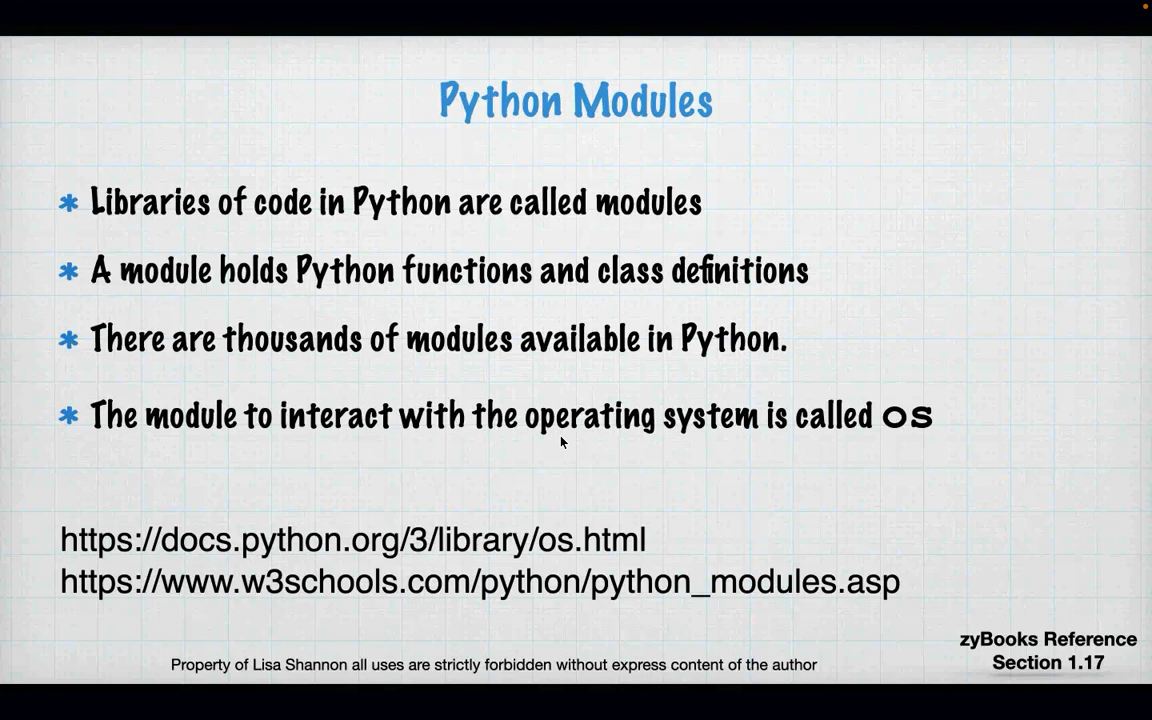 Python Modules
* Libraries of code in Python are called modules
* A module holds Python functions and class definitions
* There are thousands of modules available in Python.
* The module to interact with the operating system is called os
https://docs.python.org/3/library/os.html
https://www.w3schools.com/python/python_modules.asp
zyBooks Reference
Section 1.17
Property of Lisa Shannon all uses are strictly forbidden without express content of the author